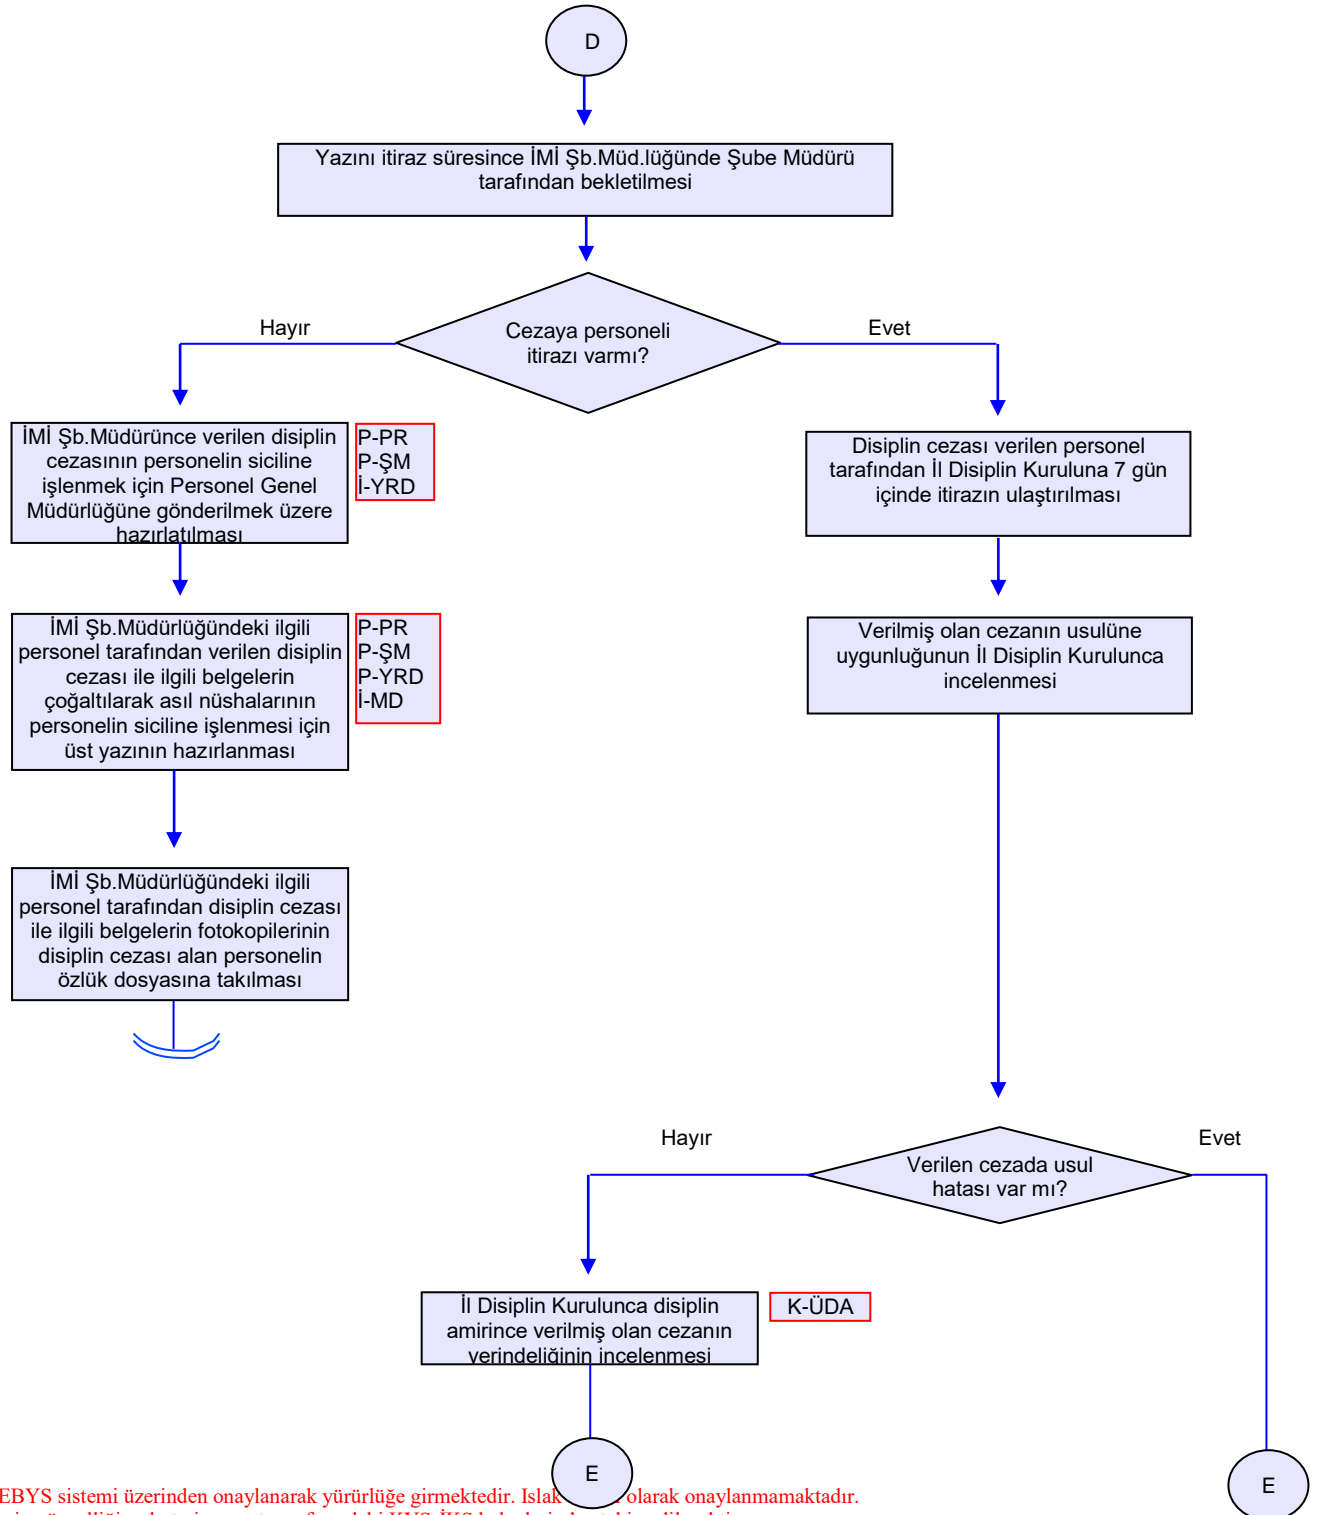 D
Yazını itiraz süresince İMİ Şb.Müd.lüğünde Şube Müdürü
tarafından bekletilmesi
Hayır
Evet
Cezaya personeli
itirazı varmı?
İMİ Şb.Müdürünce verilen disiplin
cezasının personelin siciline
işlenmek için Personel Genel
Müdürlüğüne gönderilmek üzere
hazırlatılması
P-PR
P-ŞM
İ-YRD
Disiplin cezası verilen personel
tarafından İl Disiplin Kuruluna 7 gün
içinde itirazın ulaştırılması
İMİ Şb.Müdürlüğündeki ilgili
personel tarafından verilen disiplin
cezası ile ilgili belgelerin
çoğaltılarak asıl nüshalarının
personelin siciline işlenmesi için
üst yazının hazırlanması
P-PR
P-ŞM
P-YRD
İ-MD
Verilmiş olan cezanın usulüne
uygunluğunun İl Disiplin Kurulunca
incelenmesi
İMİ Şb.Müdürlüğündeki ilgili
personel tarafından disiplin cezası
ile ilgili belgelerin fotokopilerinin
disiplin cezası alan personelin
özlük dosyasına takılması
Hayır
Evet
Verilen cezada usul
hatası var mı?
İl Disiplin Kurulunca disiplin
amirince verilmiş olan cezanın
yerindeliğinin incelenmesi
K-ÜDA
E
E
EBYS sistemi üzerinden onaylanarak yürürlüğe girmektedir. Islak olarak onaylanmamaktadır.